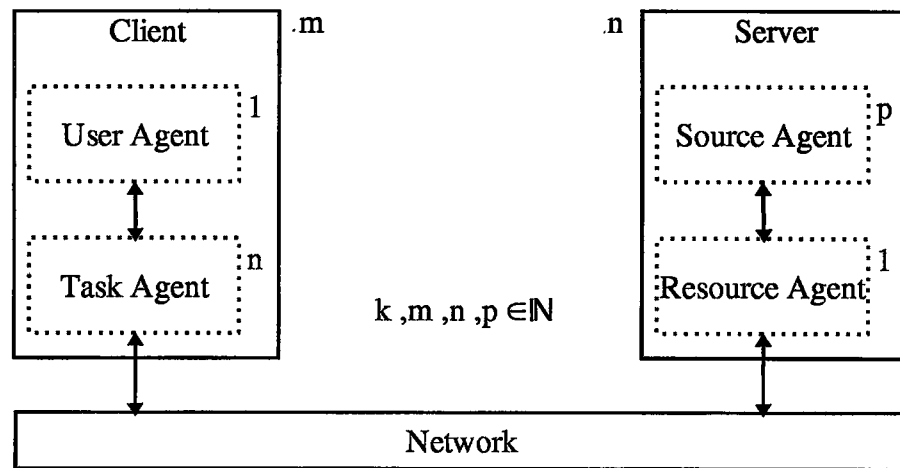 Client
.m
.n
Server
1
User Agent
p
Source Agent
n
Task Agent
1
Resource Agent
k ,m ,n ,p ∈ℕ
Network